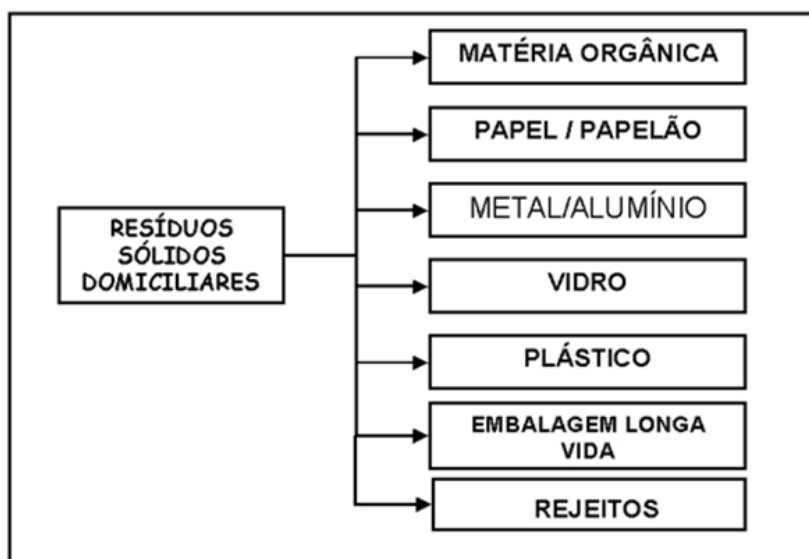 MATÉRIA ORGÂNICA
PAPEL / PAPELÃO
METAL/ALUMÍNIO
RESÍDUOS
SÓLIDOS
DOMICILIARES
VIDRO
PLÁSTICO
EMBALAGEM LONGA
VIDA
REJEITOS